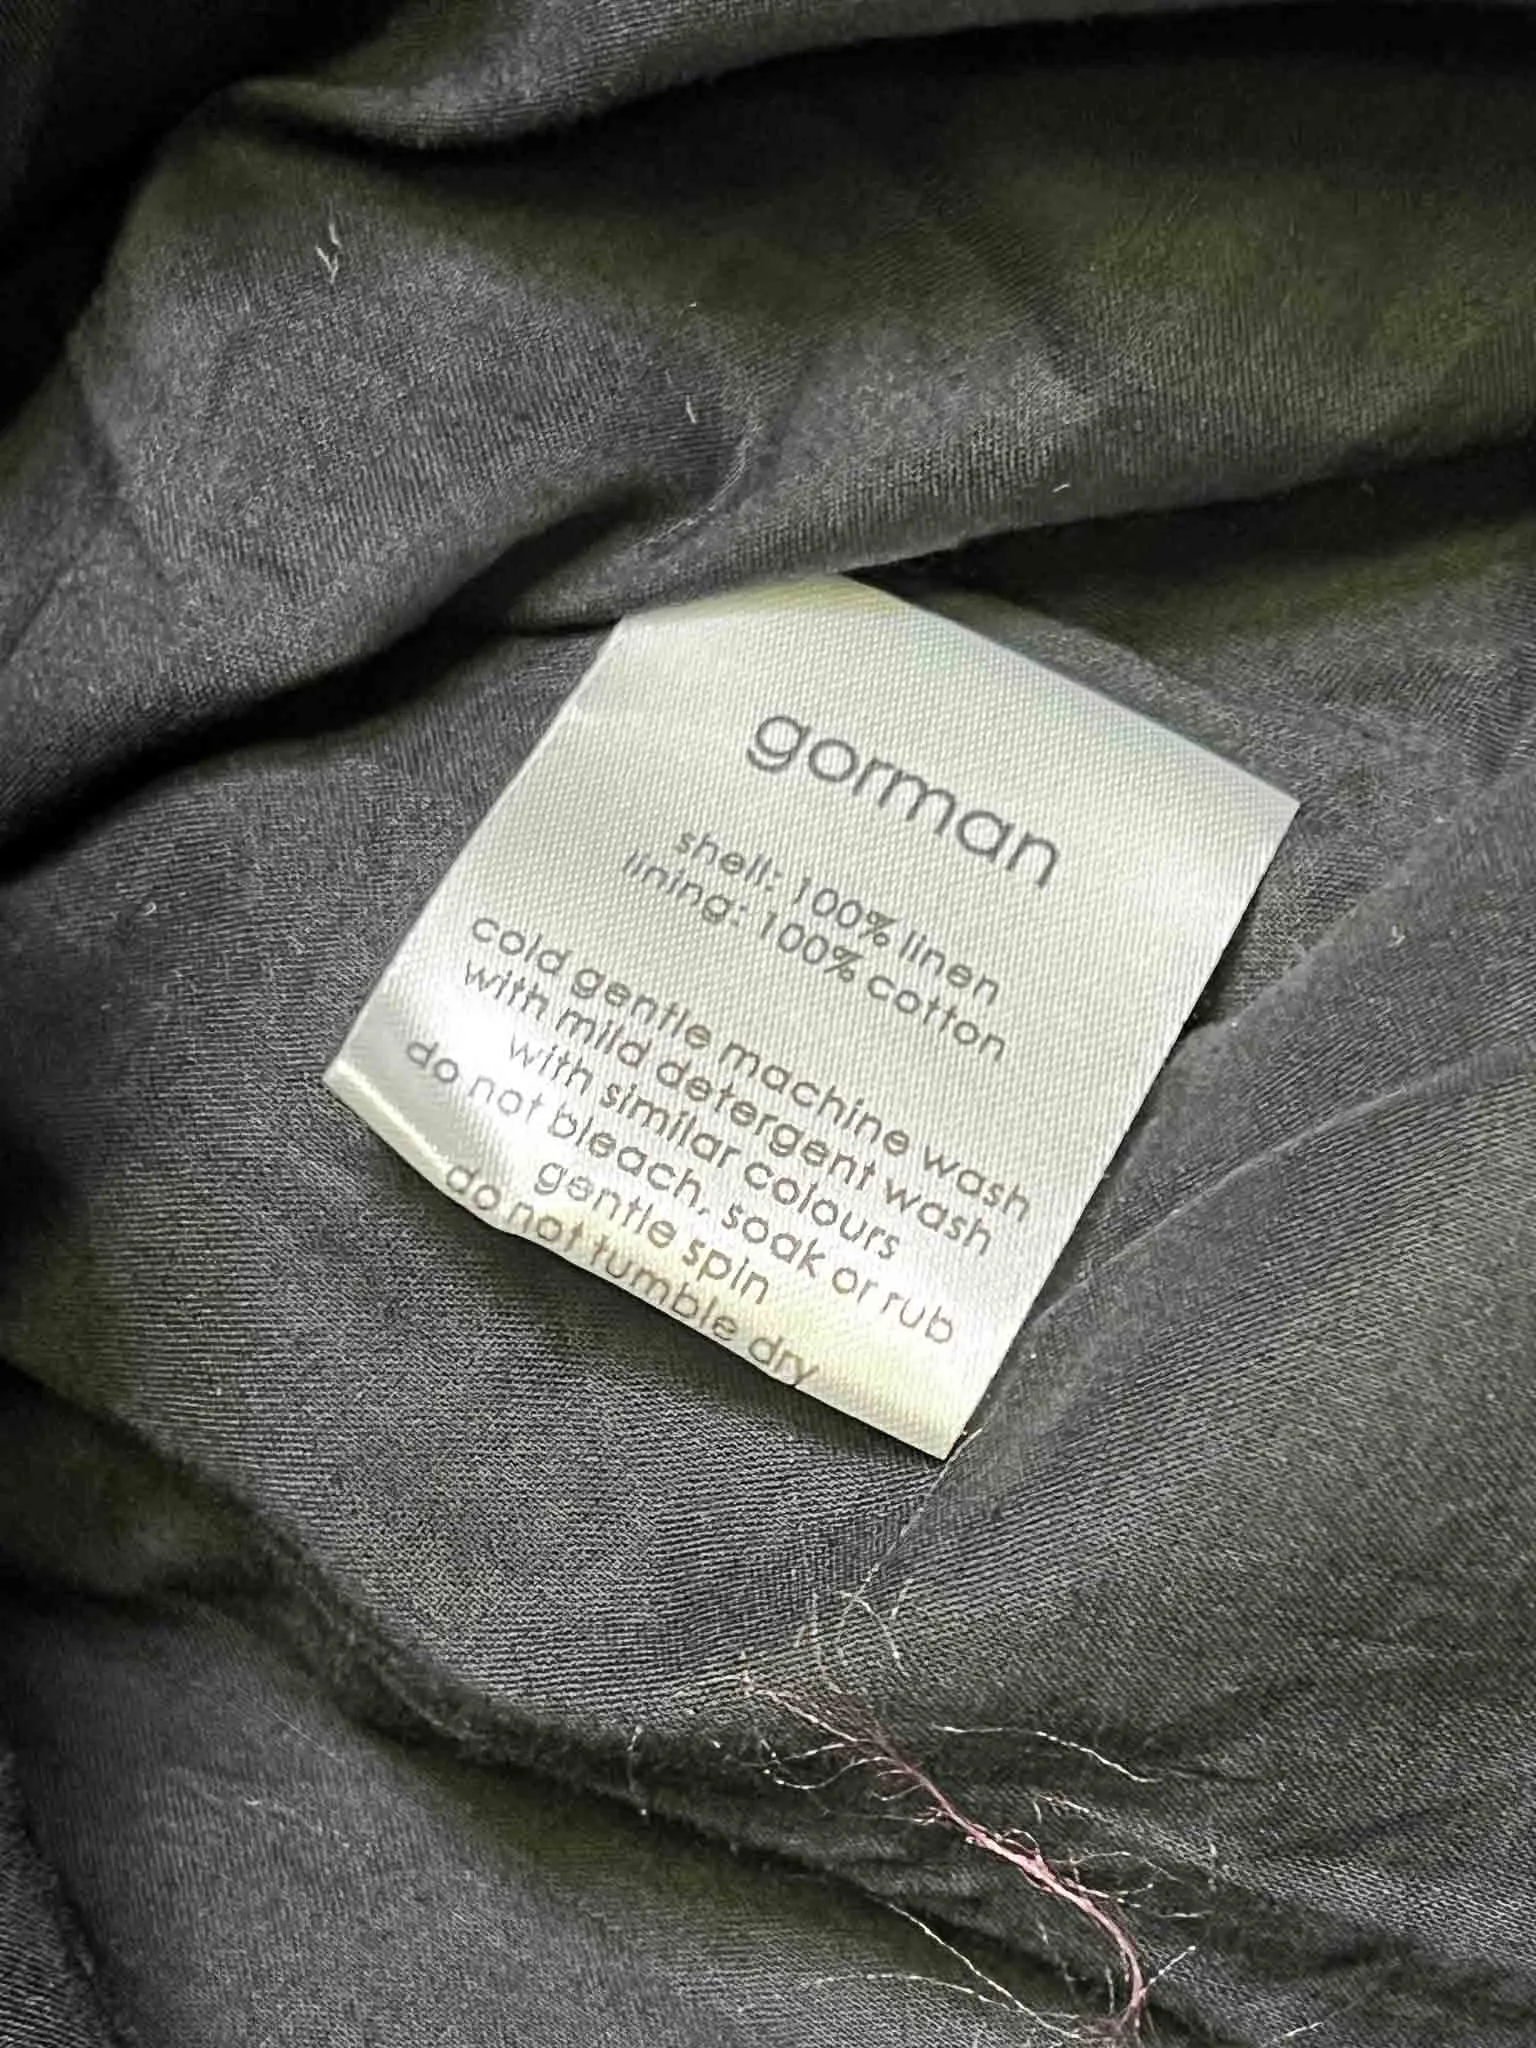 gorman
shell: 100% linen
lining: 100% cotton
cold gentle machine wash
with mild detergent wash
with similar colours
do not bleach, soak or rub
gentle spin
do not tumble dry